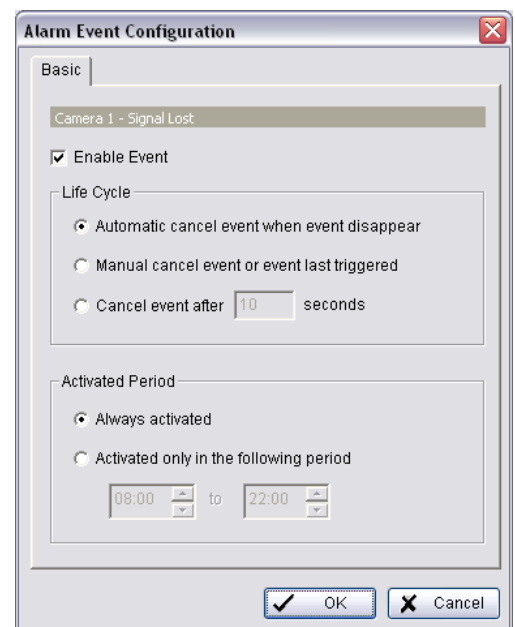 Alarm Event Configuration
Basic
Camera 1 - Signal Lost
Enable Event
Life Cycle
Automatic cancel event when event disappear
Manual cancel event or event last triggered
Cancel event after 10 seconds
Activated Period
Always activated
Activated only in the following period
08:00 to 22:00
OK Cancel